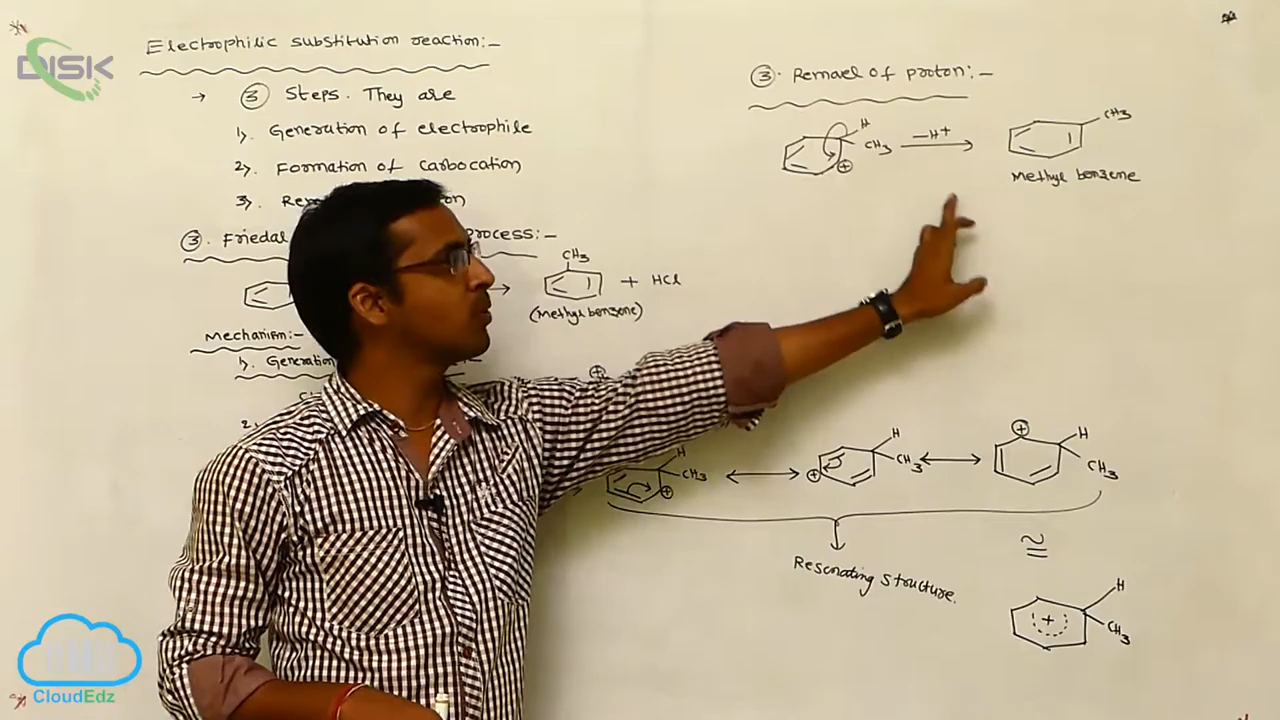 DISK
Electrophilic substitution reaction:-
→ ③ Steps. They are
1). Generation of electrophile
2). Formation of carbocation
3).
③. Friedal process:-
CH3
+ HCl
(Methyl benzene)
Mechanism:-
1). Generation
2.
H
CH3
⊕
⊕
H
CH3
⊕
H
CH3
Resonating structure.
≅
+
H
CH3
③. Remael of proton:-
H
CH3
⊕
-H+
CH3
Methyl benzene
CloudEdz